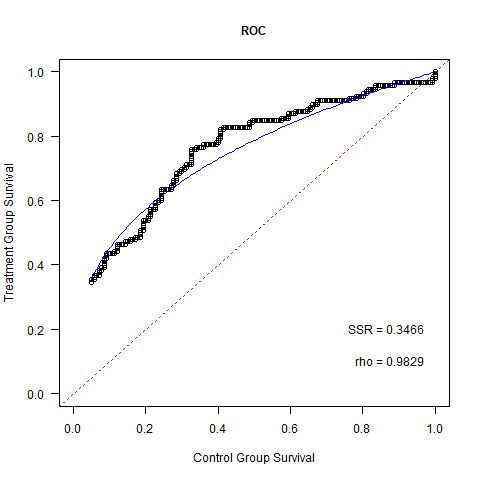 ROC
1.0
0.8
0.6
0.4
0.2
0.0
Treatment Group Survival
SSR = 0.3466
rho = 0.9829
0.0 0.2 0.4 0.6 0.8 1.0
Control Group Survival